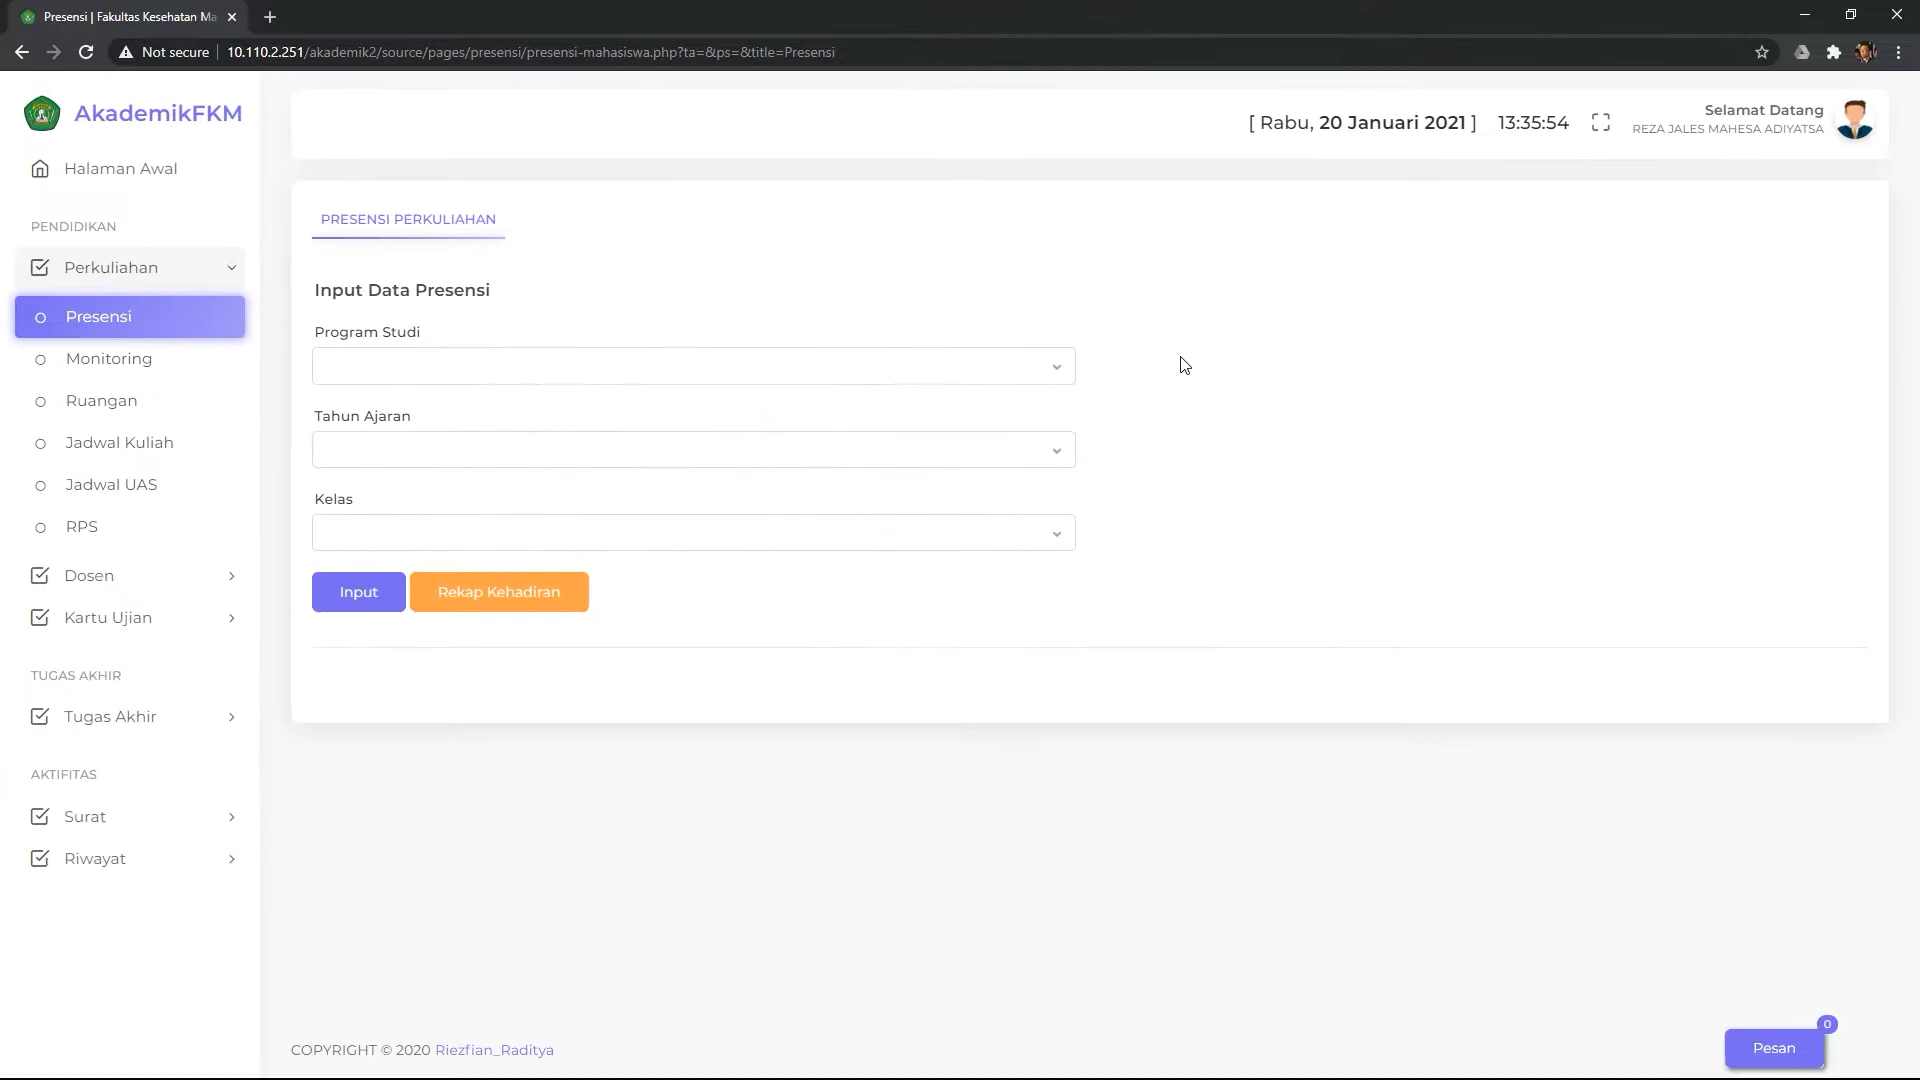 Presensi | Fakultas Kesehatan Ma
Not secure
10.110.2.251/akademik2/source/pages/presensi/presensi-mahasiswa.php?ta=&ps=&title=Presensi
AkademikFKM
[ Rabu, 20 Januari 2021 ]
13:35:54
Selamat Datang
REZA JALES MAHESA ADIYATSA
Halaman Awal
PENDIDIKAN
Perkuliahan
Presensi
Monitoring
Ruangan
Jadwal Kuliah
Jadwal UAS
RPS
Dosen
Kartu Ujian
TUGAS AKHIR
Tugas Akhir
AKTIFITAS
Surat
Riwayat
PRESENSI PERKULIAHAN
Input Data Presensi
Program Studi
Tahun Ajaran
Kelas
Input
Rekap Kehadiran
COPYRIGHT © 2020 Riezfian_Raditya
0
Pesan